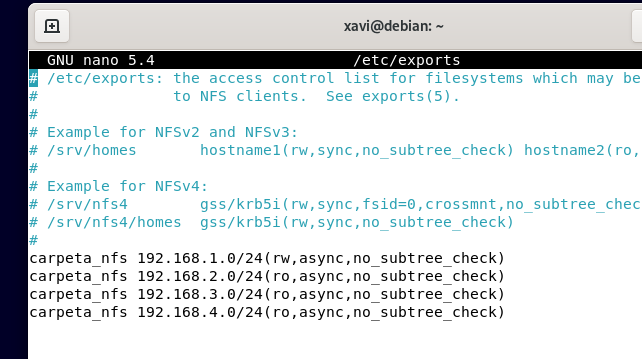 xavi@debian: ~
GNU nano 5.4 /etc/exports
# /etc/exports: the access control list for filesystems which may be
# to NFS clients. See exports(5).
#
# Example for NFSv2 and NFSv3:
# /srv/homes hostname1(rw,sync,no_subtree_check) hostname2(ro,
#
# Example for NFSv4:
# /srv/nfs4 gss/krb5i(rw,sync,fsid=0,crossmnt,no_subtree_chec
# /srv/nfs4/homes gss/krb5i(rw,sync,no_subtree_check)
#
carpeta_nfs 192.168.1.0/24(rw,async,no_subtree_check)
carpeta_nfs 192.168.2.0/24(ro,async,no_subtree_check)
carpeta_nfs 192.168.3.0/24(ro,async,no_subtree_check)
carpeta_nfs 192.168.4.0/24(ro,async,no_subtree_check)